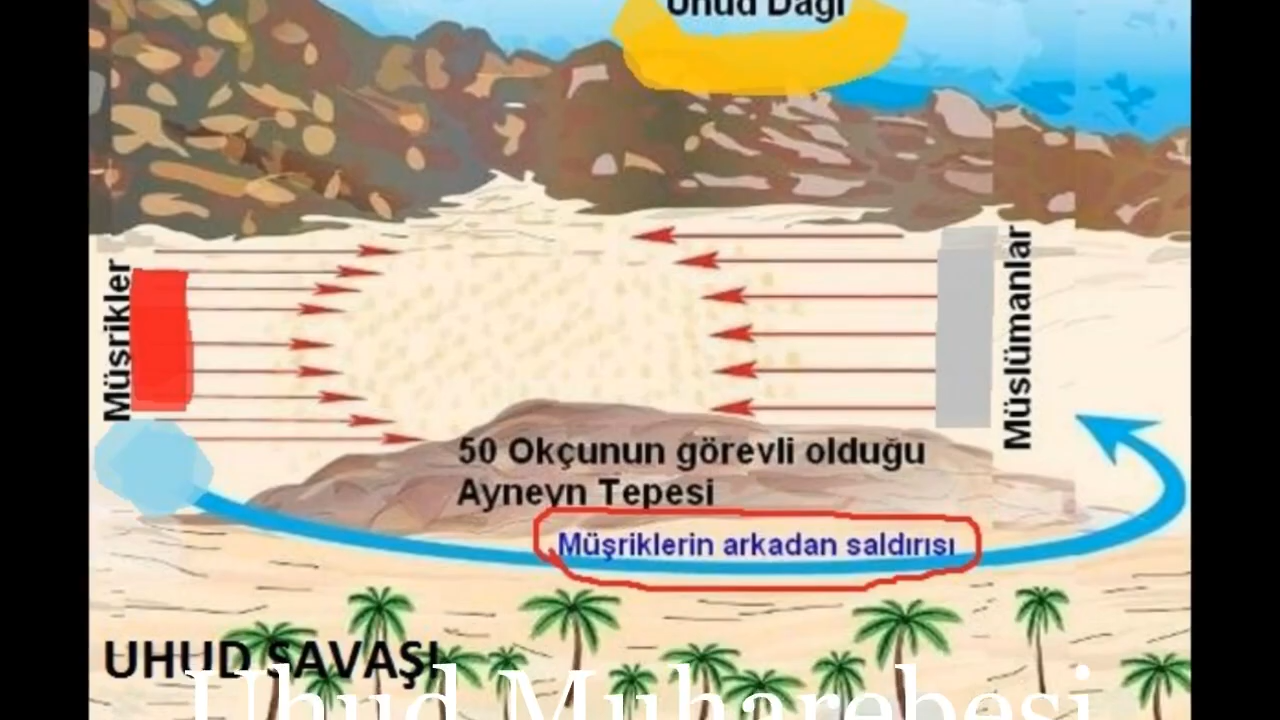 Uhud Dağı
Müşrikler
Müslümanlar
50 Okçunun görevli olduğu
Ayneyn Tepesi
Müşriklerin arkadan saldırısı
UHUD SAVAŞI
Uhud Muharebesi